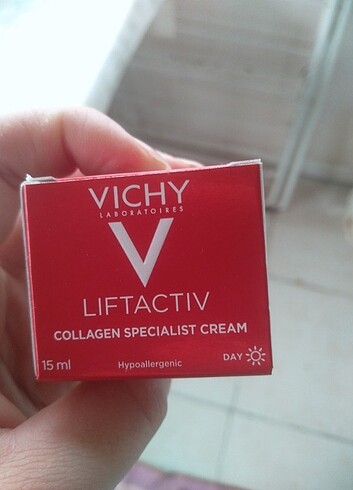 VICHY
LABORATOIRES
V
LIFTACTIV
COLLAGEN SPECIALIST CREAM
15 ml Hypoallergenic DAY